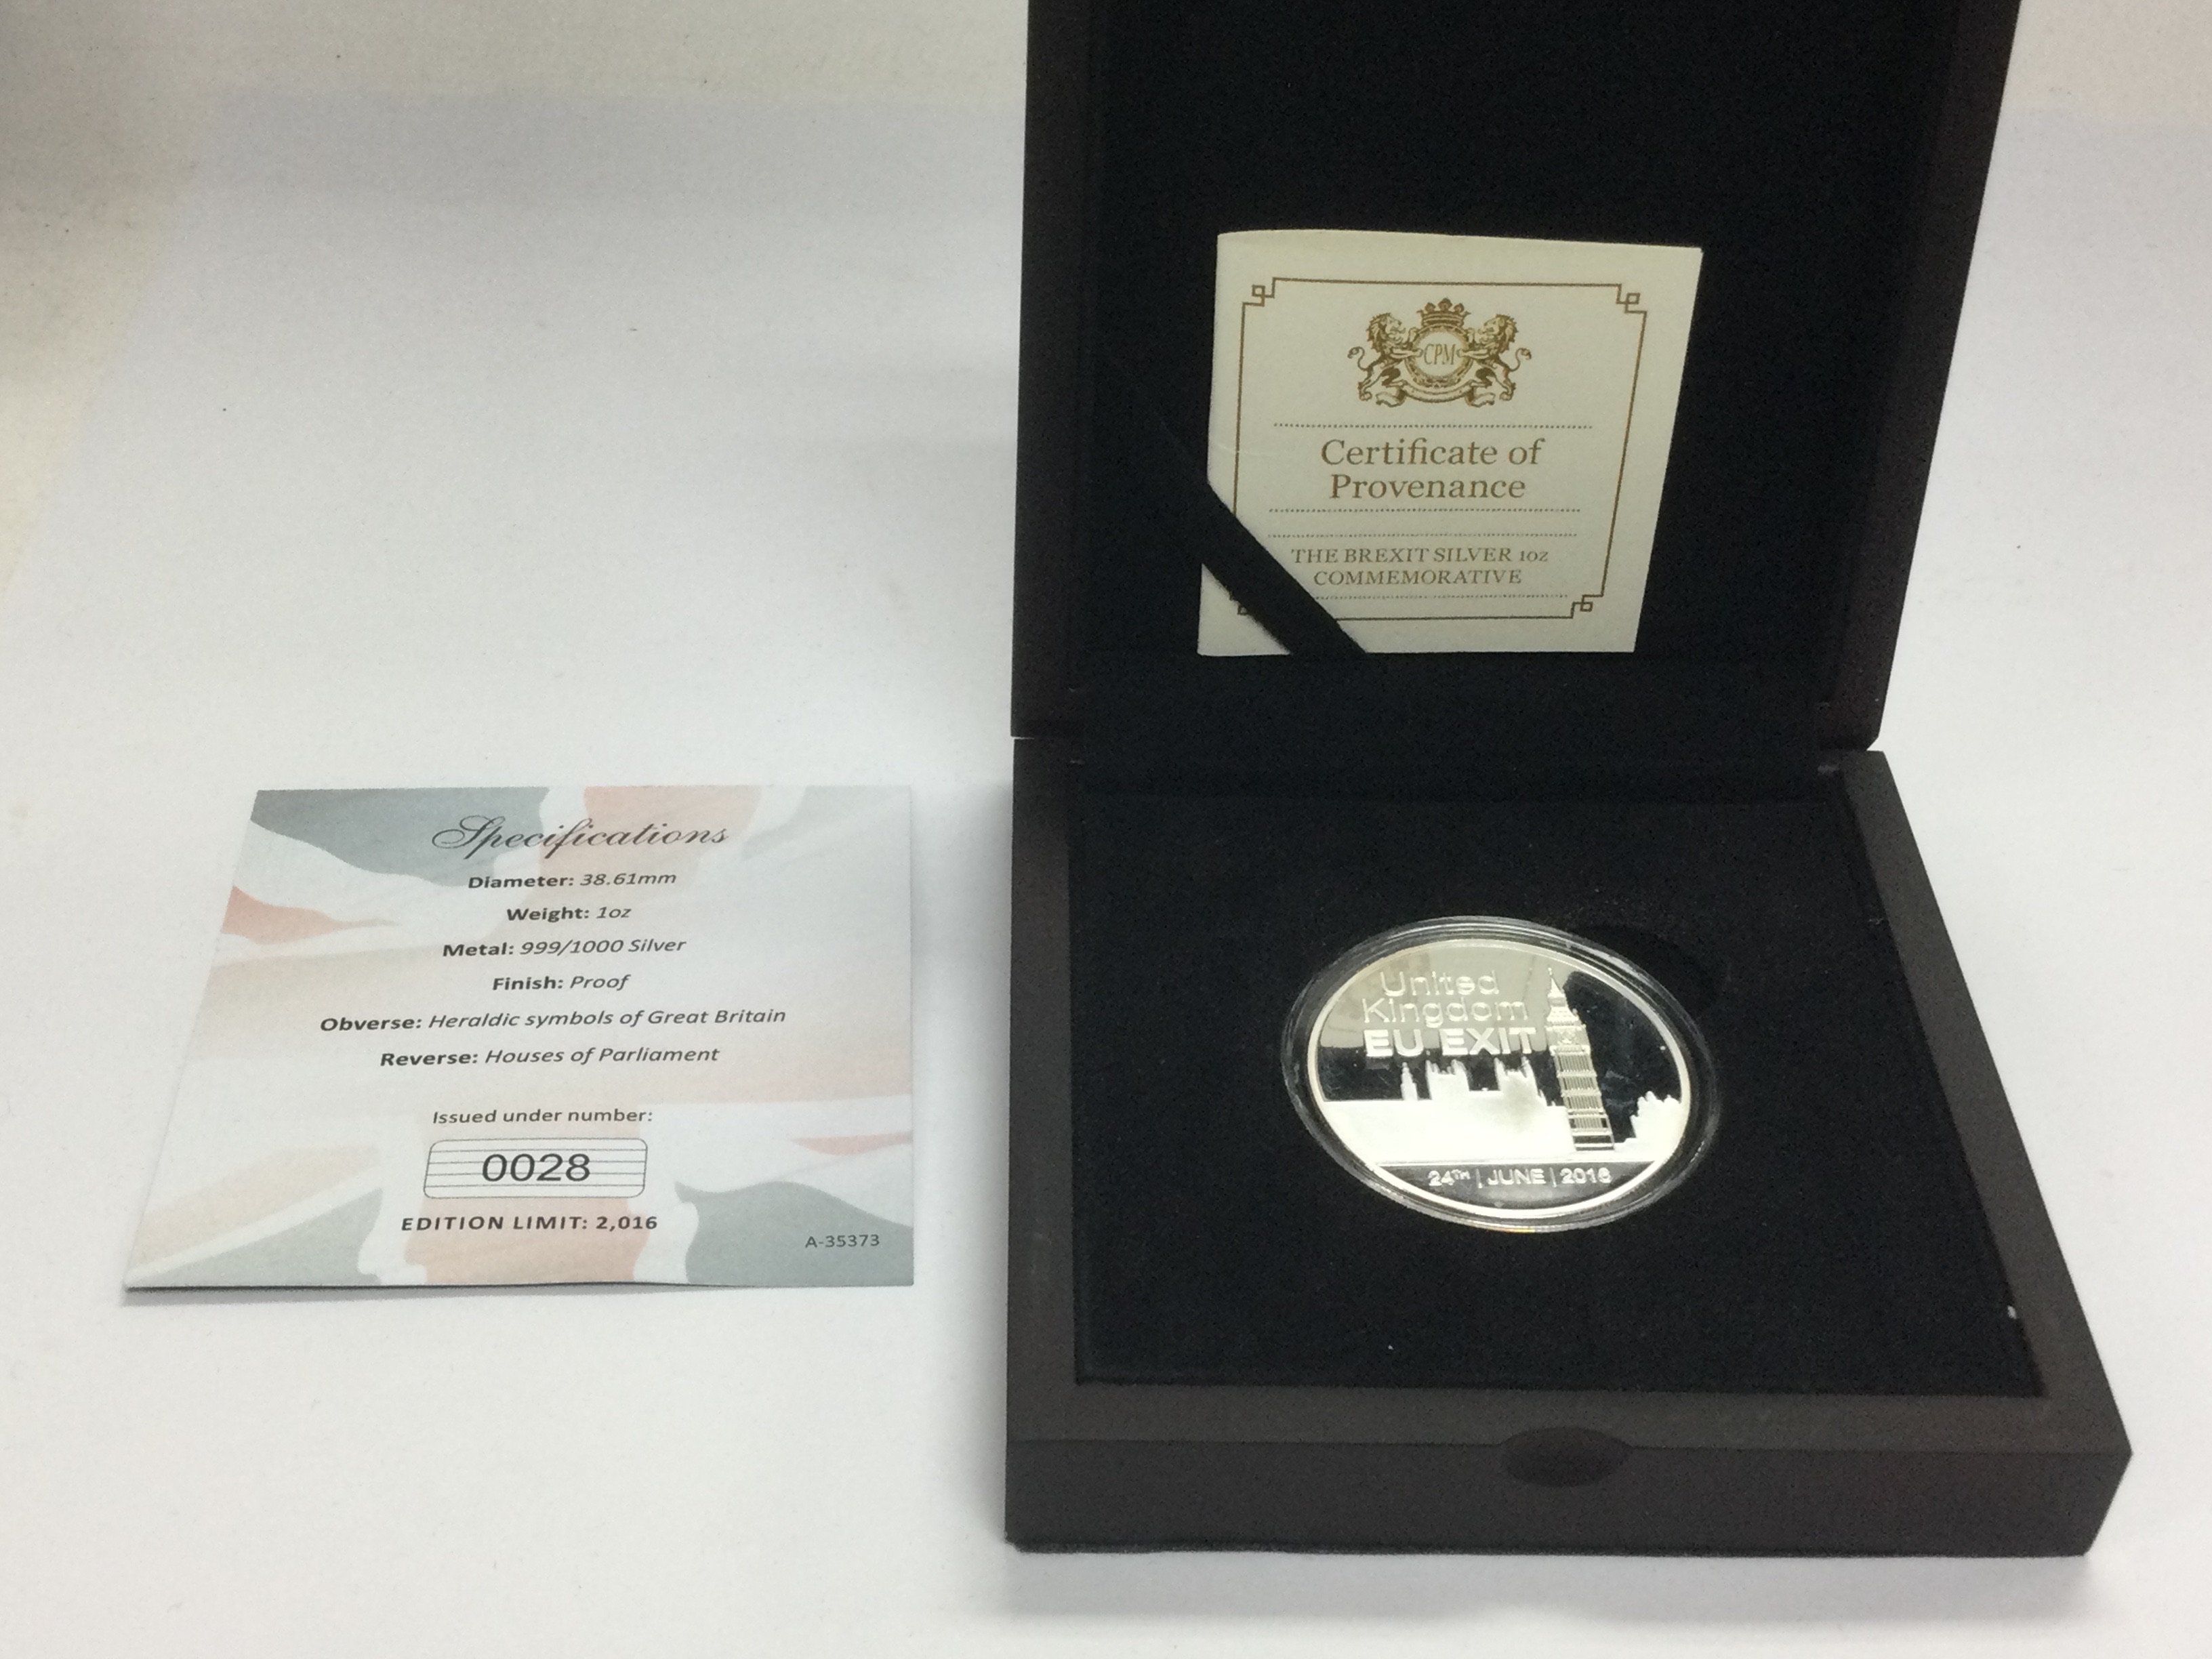 Specifications
Diameter: 38.61mm
Weight: 1oz
Metal: 999/1000 Silver
Finish: Proof
Obverse: Heraldic symbols of Great Britain
Reverse: Houses of Parliament
Issued under number:
0028
EDITION LIMIT: 2,016
A-35373
CPM
Certificate of
Provenance
THE BREXIT SILVER 1OZ
COMMEMORATIVE
United
Kingdom
EU EXIT
24TH | JUNE | 2016